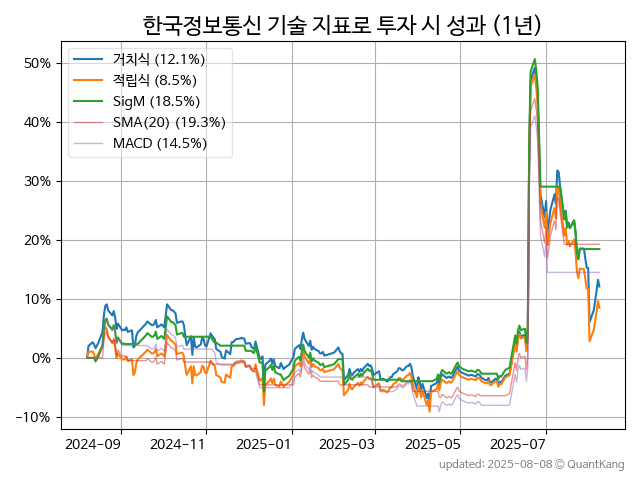 한국정보통신 기술 지표로 투자 시 성과 (1년)
거치식 (12.1%)
적립식 (8.5%)
SigM (18.5%)
SMA(20) (19.3%)
MACD (14.5%)
50%
40%
30%
20%
10%
0%
−10%
2024-09 2024-11 2025-01 2025-03 2025-05 2025-07
updated: 2025-08-08 © QuantKang